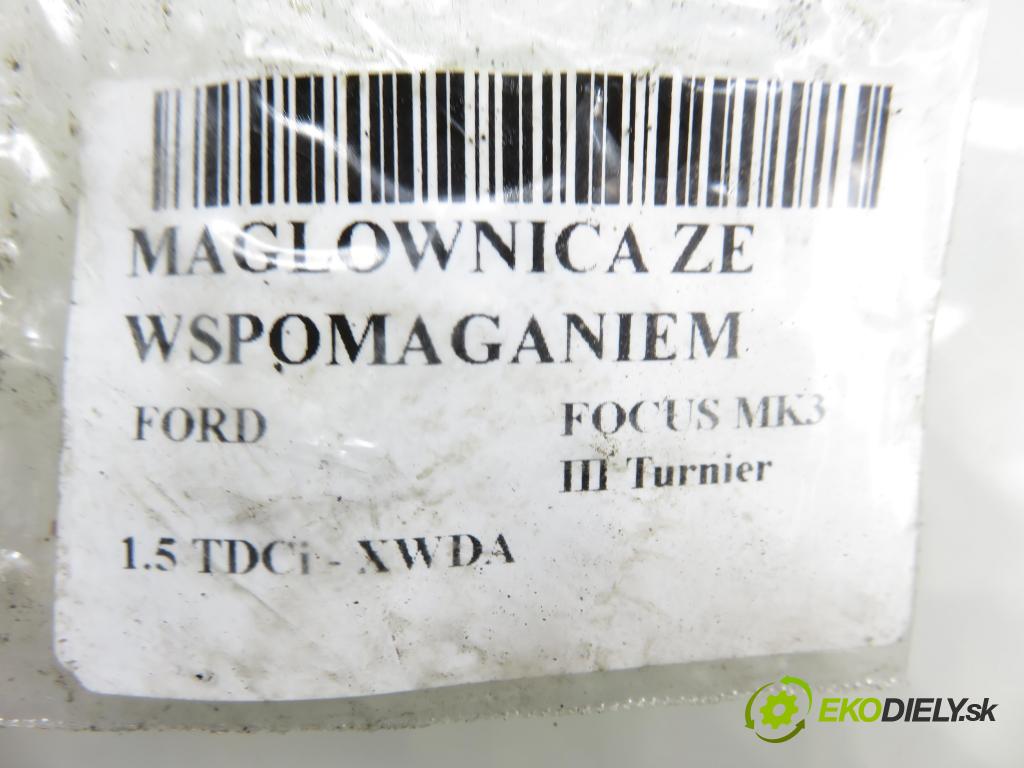 MAGLOWNICA ZE
WSPOMAGANIEM
FORD FOCUS MK3
III Turnier
1.5 TDCi - XWDA
EKODIELY.sk